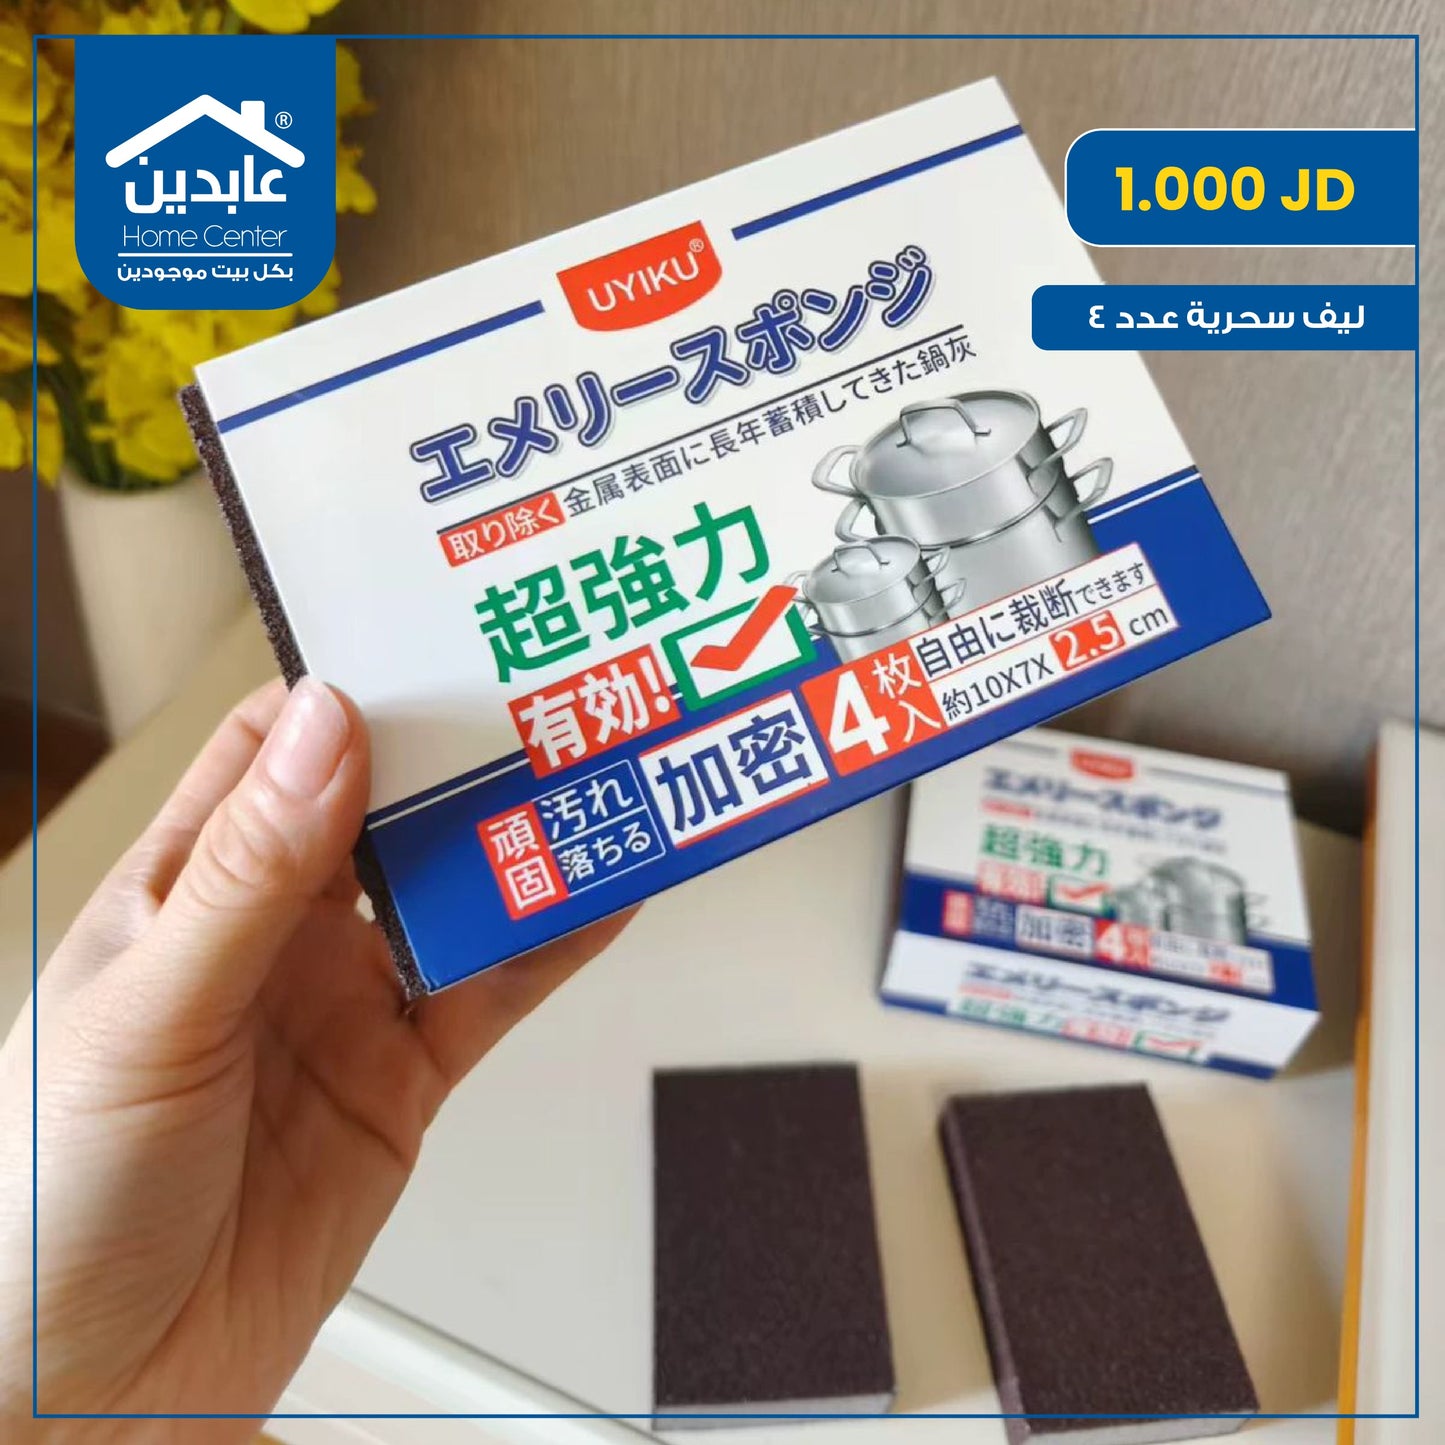 عابدين
®
Home Center
بكل بيت موجودين
1.000 JD
ليف سحرية عدد ٤
UYIKU®
エメリースポンジ
取り除く 金属表面に長年蓄積してきた鍋灰
超強力
有効!
頑固
汚れ
落ちる
加密
4枚入
自由に裁断できます
約10X7X 2.5 cm
エメリースポンジ
超強力
加密
4
エメリースポンジ